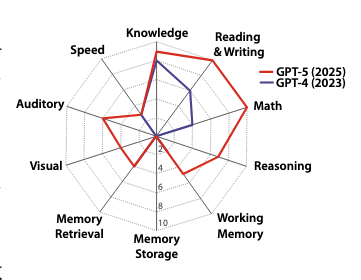 Knowledge
Reading
& Writing
Speed
GPT-5 (2025)
GPT-4 (2023)
Auditory
Math
2
Visual
4
Reasoning
6
8
Memory
Retrieval
10
Working
Memory
Memory
Storage